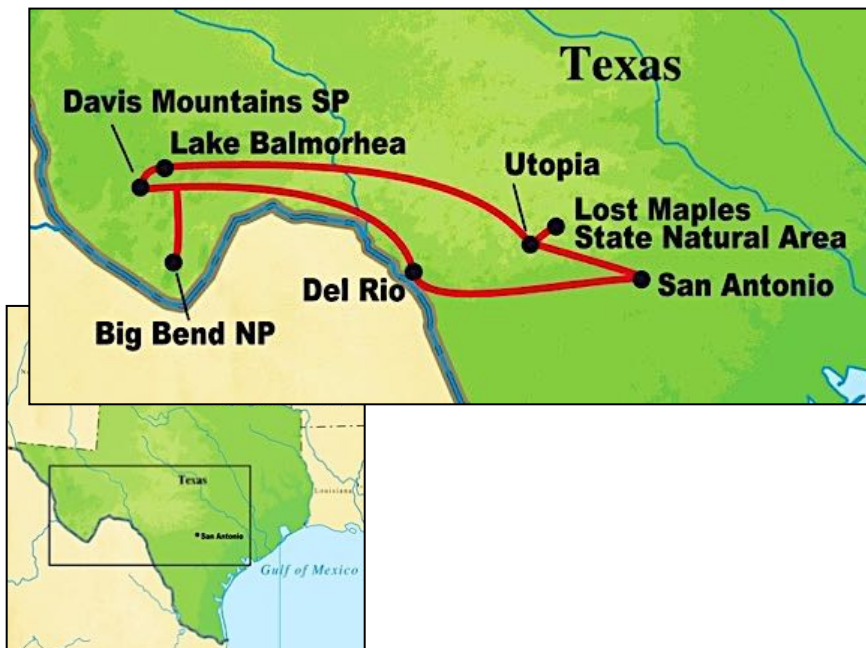 Texas
Davis Mountains SP
Lake Balmorhea
Utopia
Lost Maples
State Natural Area
San Antonio
Del Rio
Big Bend NP
Texas
Louisiana
San Antonio
Gulf of Mexico